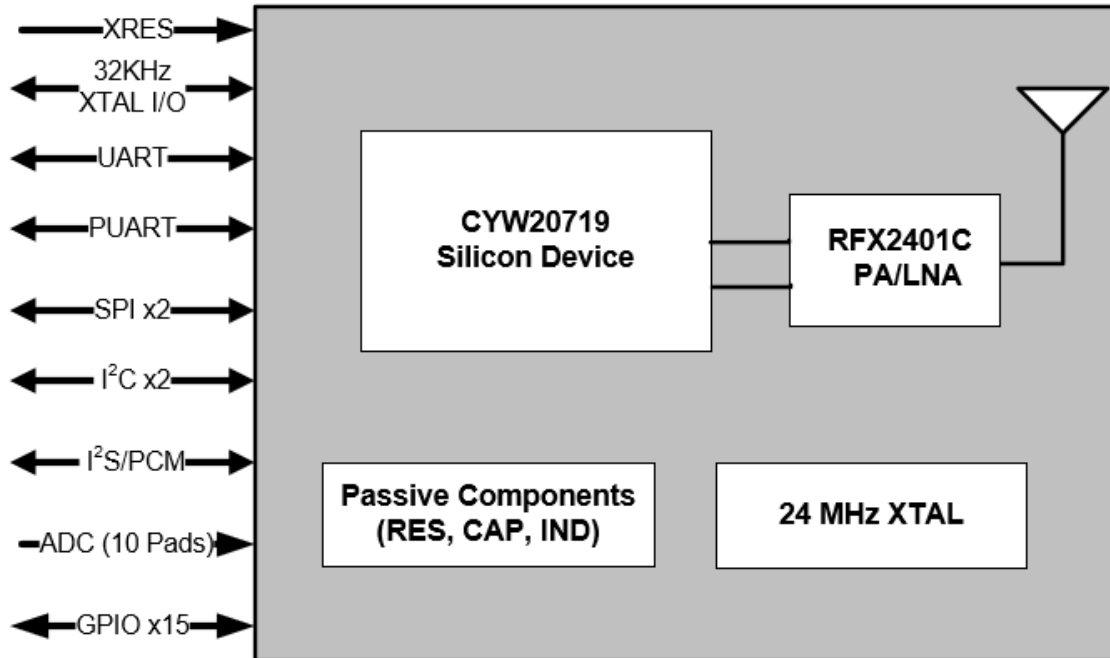 XRES
32KHz
XTAL I/O
UART
PUART
SPI x2
I²C x2
I²S/PCM
ADC (10 Pads)
GPIO x15
CYW20719
Silicon Device
RFX2401C
PA/LNA
Passive Components
(RES, CAP, IND)
24 MHz XTAL